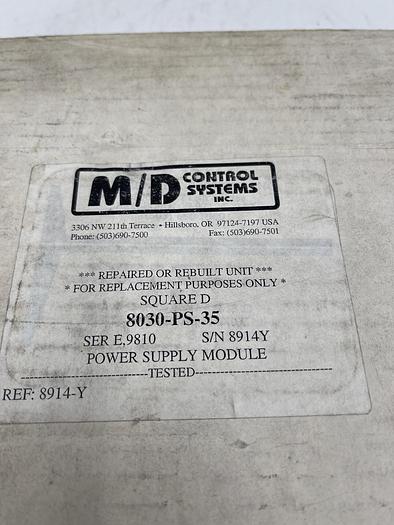 M/D CONTROL SYSTEMS INC.
3306 NW 211th Terrace • Hillsboro, OR 97124-7197 USA
Phone: (503)690-7500 Fax: (503)690-7501
*** REPAIRED OR REBUILT UNIT ***
* FOR REPLACEMENT PURPOSES ONLY *
SQUARE D
8030-PS-35
SER E,9810 S/N 8914Y
POWER SUPPLY MODULE
--------------------TESTED--------------------
REF: 8914-Y